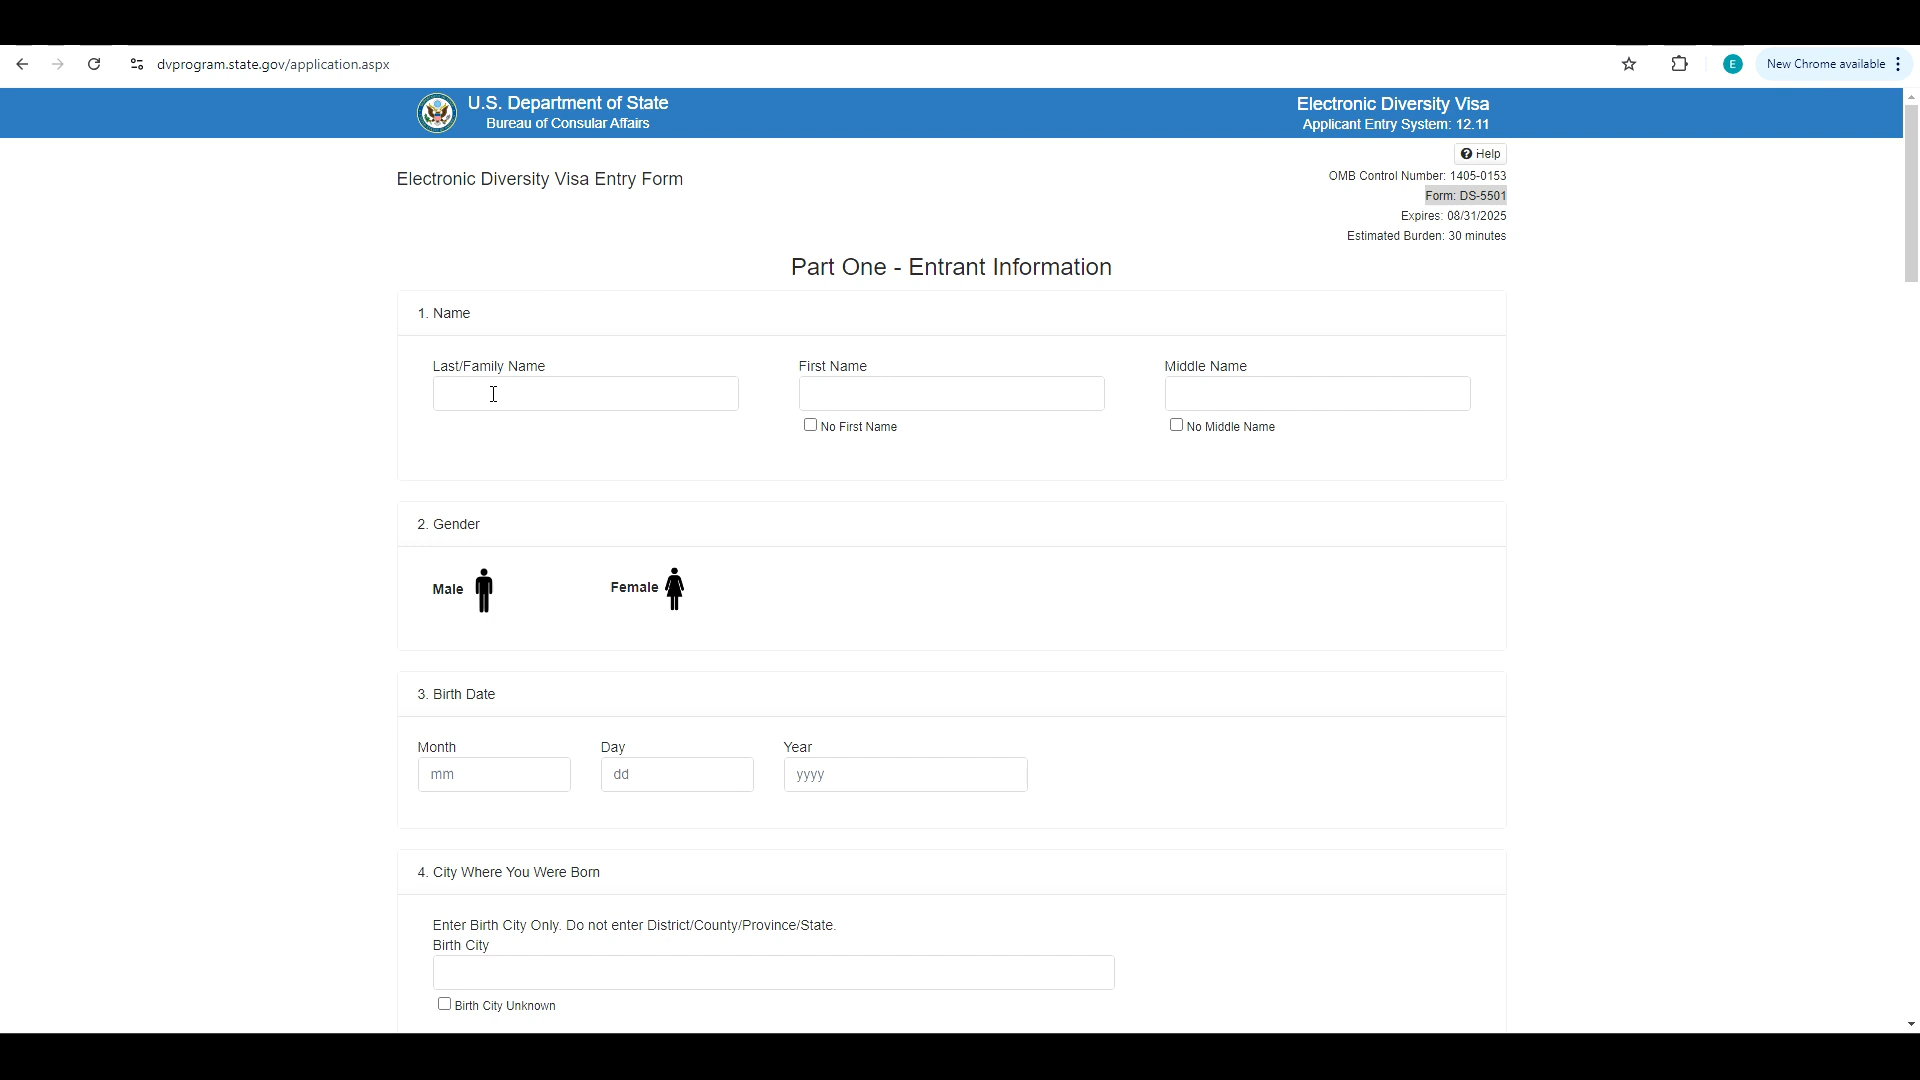 dvprogram.state.gov/application.aspx
E
New Chrome available
U.S. Department of State
Bureau of Consular Affairs
Electronic Diversity Visa
Applicant Entry System: 12.11
Help
Electronic Diversity Visa Entry Form
OMB Control Number: 1405-0153
Form: DS-5501
Expires: 08/31/2025
Estimated Burden: 30 minutes
Part One - Entrant Information
1. Name
Last/Family Name
First Name
Middle Name
No First Name
No Middle Name
2. Gender
Male
Female
3. Birth Date
Month
Day
Year
mm
dd
yyyy
4. City Where You Were Born
Enter Birth City Only. Do not enter District/County/Province/State.
Birth City
Birth City Unknown